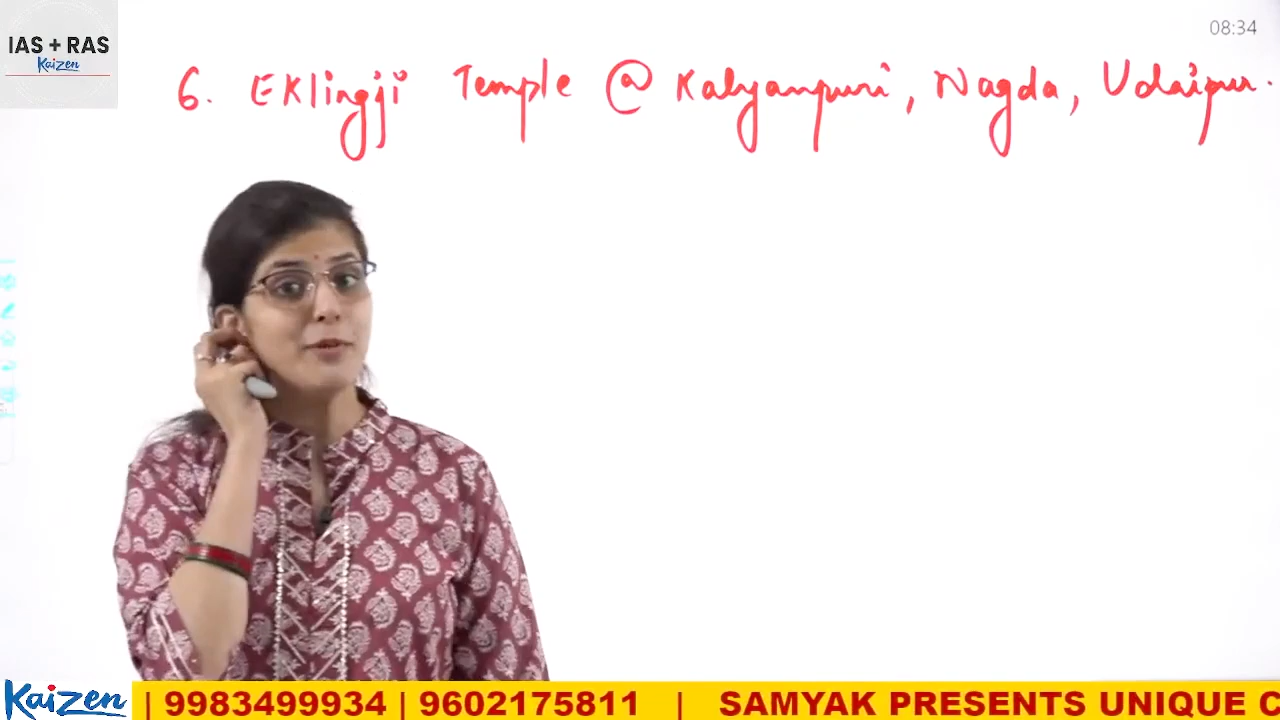 08:34
IAS + RAS
Kaizen
6. Eklingji Temple @ Kalyanpuri, Nagda, Udaipur.
Kaizen | 9983499934 | 9602175811 | SAMYAK PRESENTS UNIQUE C